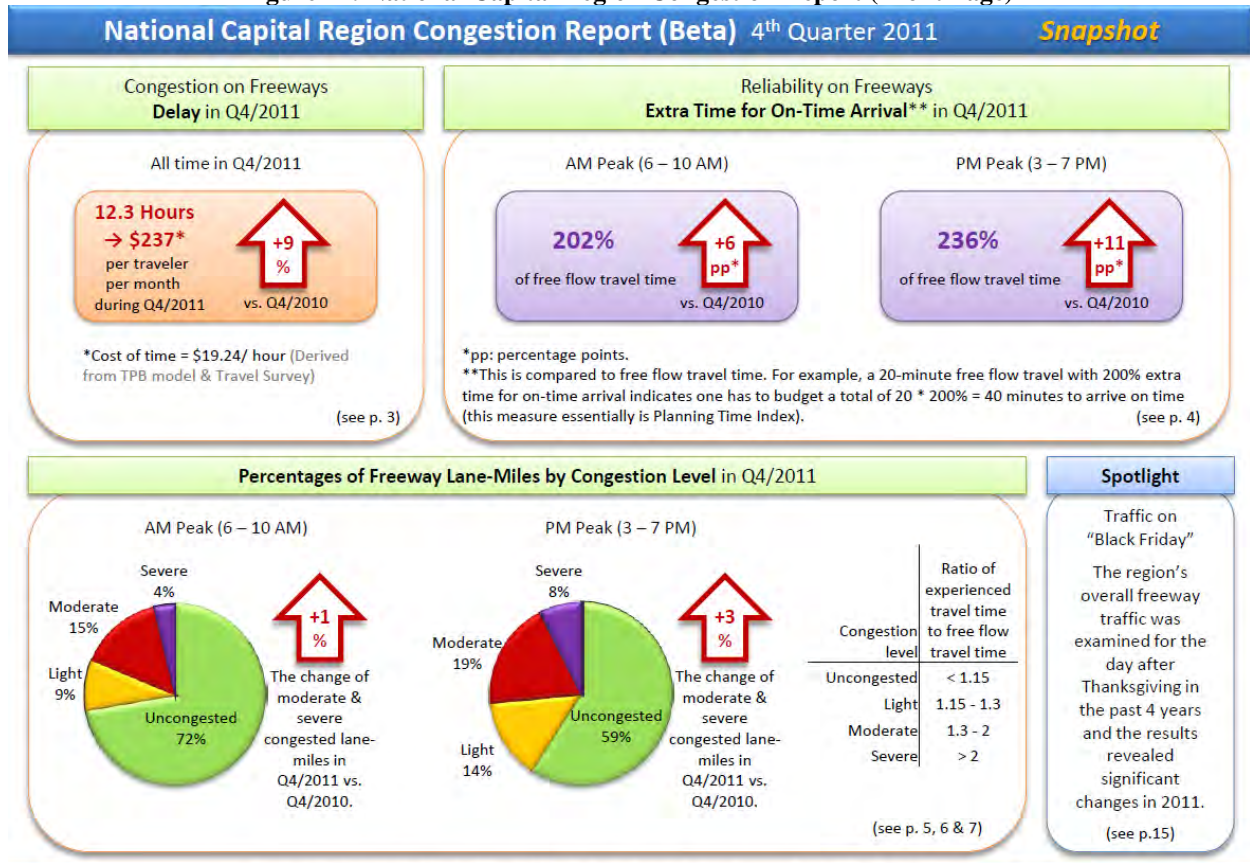 National Capital Region Congestion Report (Beta) 4th Quarter 2011 Snapshot
Congestion on Freeways
Delay in Q4/2011
All time in Q4/2011
12.3 Hours
→ $237*
per traveler
per month
during Q4/2011
+9
%
vs. Q4/2010
*Cost of time = $19.24/ hour (Derived
from TPB model & Travel Survey)
(see p. 3)
Reliability on Freeways
Extra Time for On-Time Arrival** in Q4/2011
AM Peak (6 – 10 AM)
202%
of free flow travel time
+6
pp*
vs. Q4/2010
PM Peak (3 – 7 PM)
236%
of free flow travel time
+11
pp*
vs. Q4/2010
*pp: percentage points.
**This is compared to free flow travel time. For example, a 20-minute free flow travel with 200% extra
time for on-time arrival indicates one has to budget a total of 20 * 200% = 40 minutes to arrive on time
(this measure essentially is Planning Time Index).
(see p. 4)
Percentages of Freeway Lane-Miles by Congestion Level in Q4/2011
AM Peak (6 – 10 AM)
Severe
4%
Moderate
15%
Light
9%
Uncongested
72%
+1
%
The change of
moderate &
severe
congested lane-
miles in
Q4/2011 vs.
Q4/2010.
PM Peak (3 – 7 PM)
Severe
8%
Moderate
19%
Light
14%
Uncongested
59%
+3
%
The change of
moderate &
severe
congested lane-
miles in
Q4/2011 vs.
Q4/2010.
Congestion
level
Ratio of
experienced
travel time
to free flow
travel time
Uncongested < 1.15
Light 1.15 - 1.3
Moderate 1.3 - 2
Severe > 2
(see p. 5, 6 & 7)
Spotlight
Traffic on
"Black Friday"
The region's
overall freeway
traffic was
examined for the
day after
Thanksgiving in
the past 4 years
and the results
revealed
significant
changes in 2011.
(see p.15)